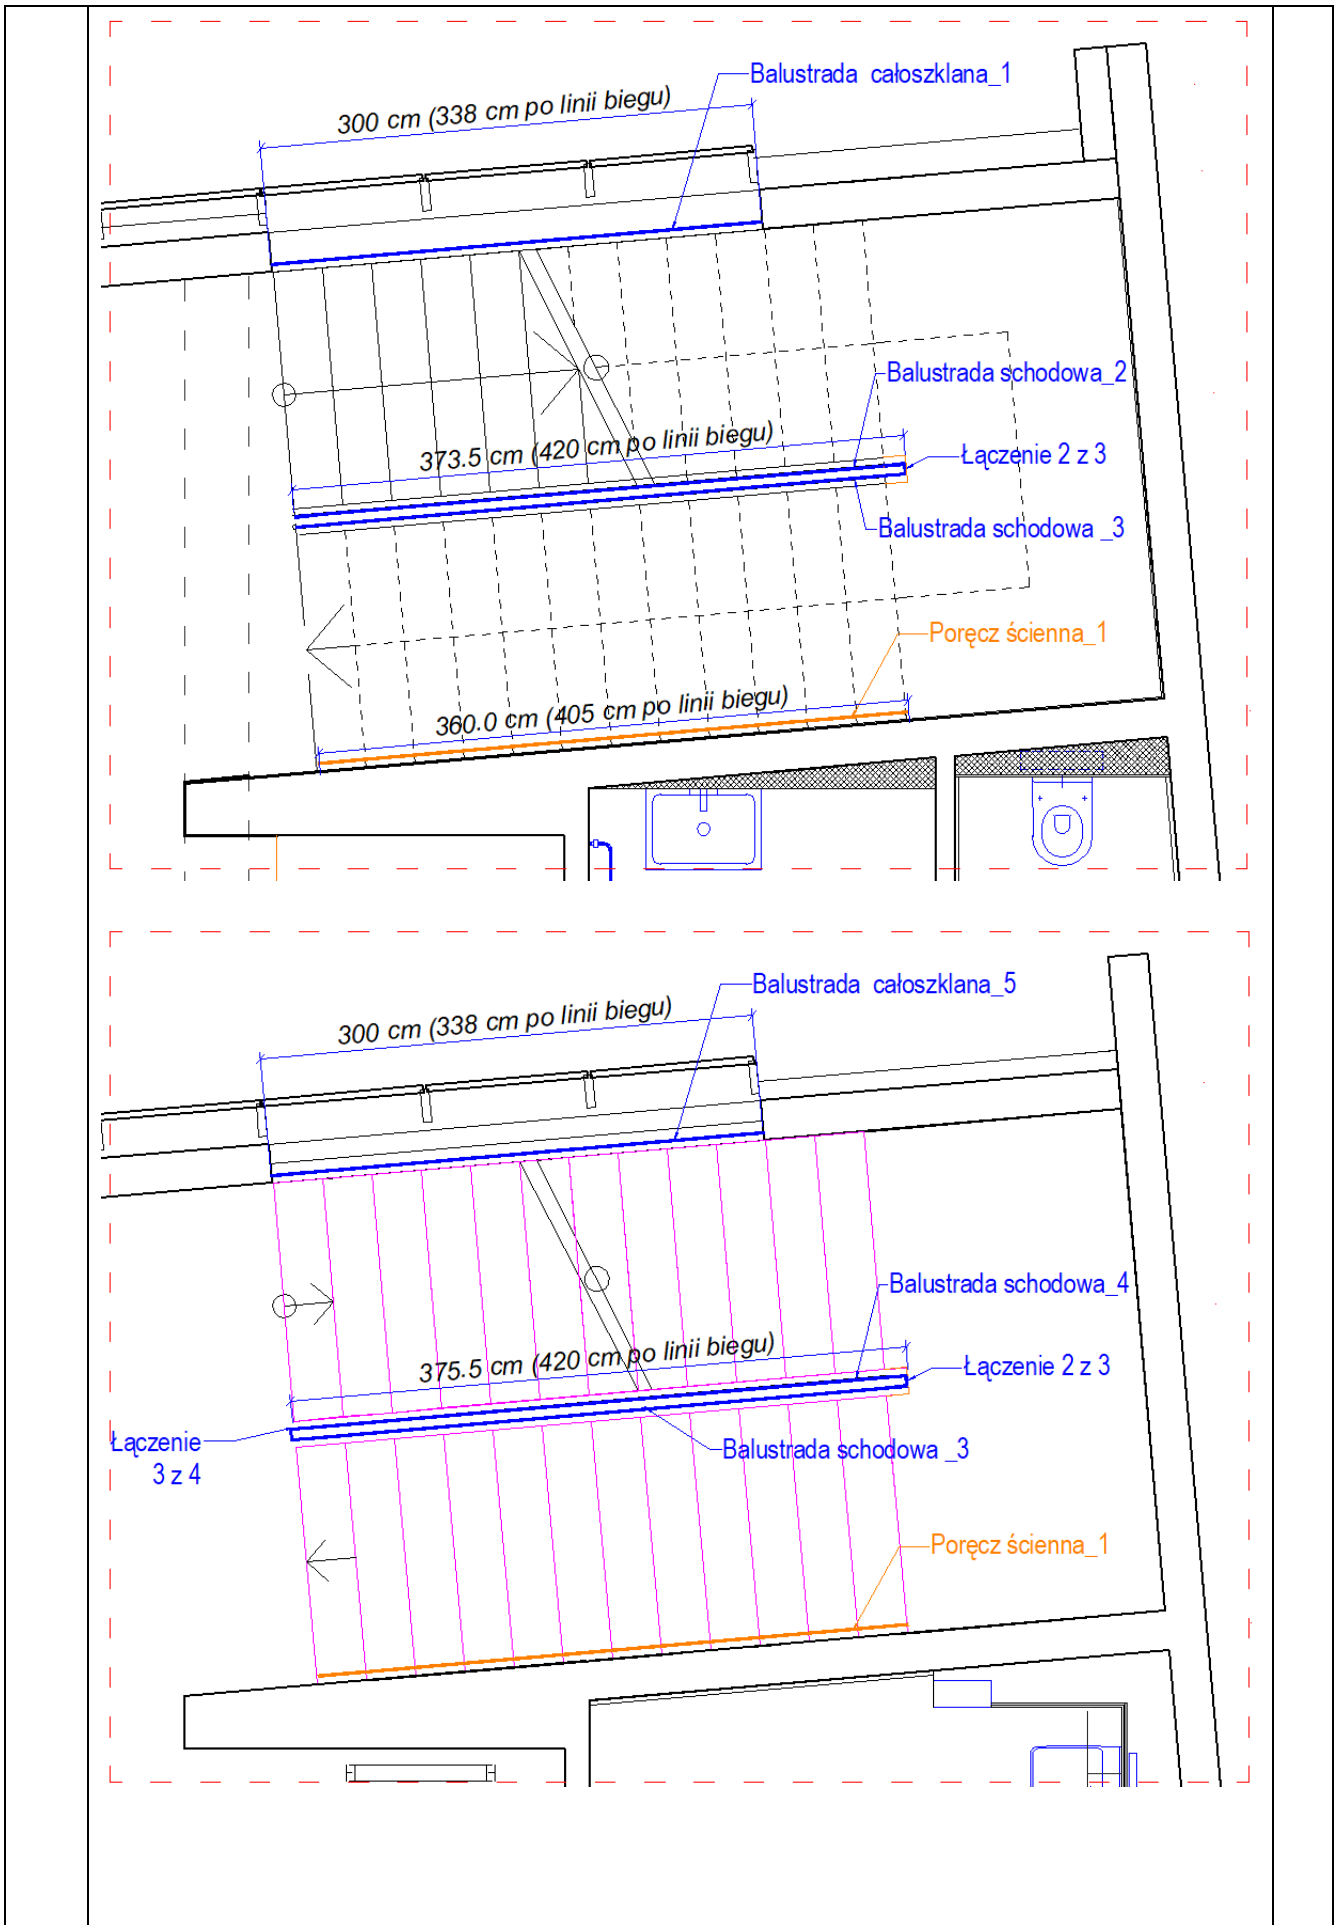 Balustrada całoszklana_1
300 cm (338 cm po linii biegu)
Balustrada schodowa_2
373.5 cm (420 cm po linii biegu)
Łączenie 2 z 3
Balustrada schodowa _3
Poręcz ścienna_1
360.0 cm (405 cm po linii biegu)
Balustrada całoszklana_5
300 cm (338 cm po linii biegu)
Balustrada schodowa_4
375.5 cm (420 cm po linii biegu)
Łączenie 2 z 3
Łączenie
3 z 4
Balustrada schodowa _3
Poręcz ścienna_1